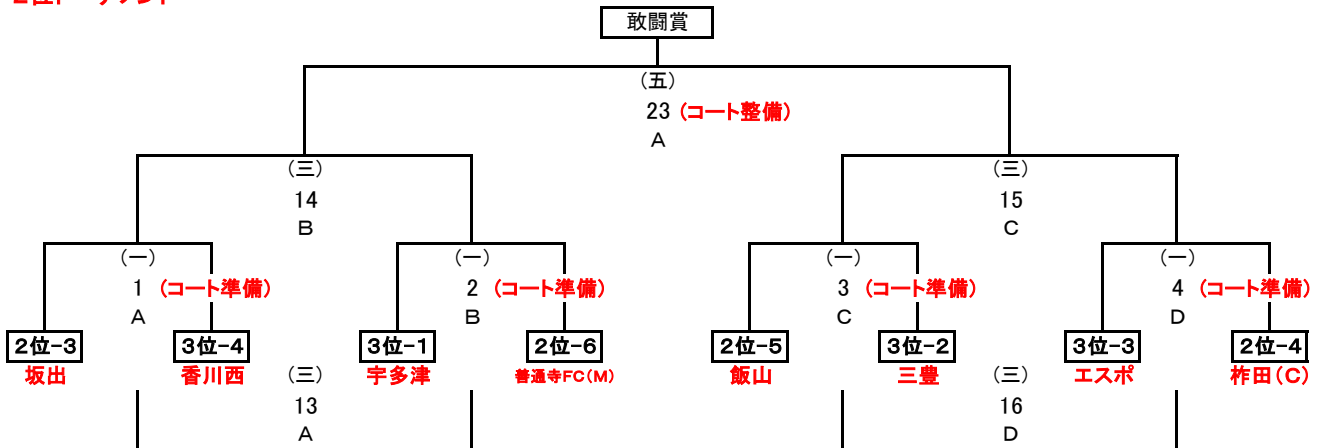 敢闘賞
(五)
23 (コート整備)
A
(三) (三)
14 15
B C
(一) (一) (一) (一)
1 (コート準備) 2 (コート準備) 3 (コート準備) 4 (コート準備)
A B C D
2位-3 3位-4 3位-1 2位-6 2位-5 3位-2 3位-3 2位-4
坂出 香川西 宇多津 善通寺FC(M) 飯山 三豊 エスポ 柞田(C)
(三) (三)
13 16
A D